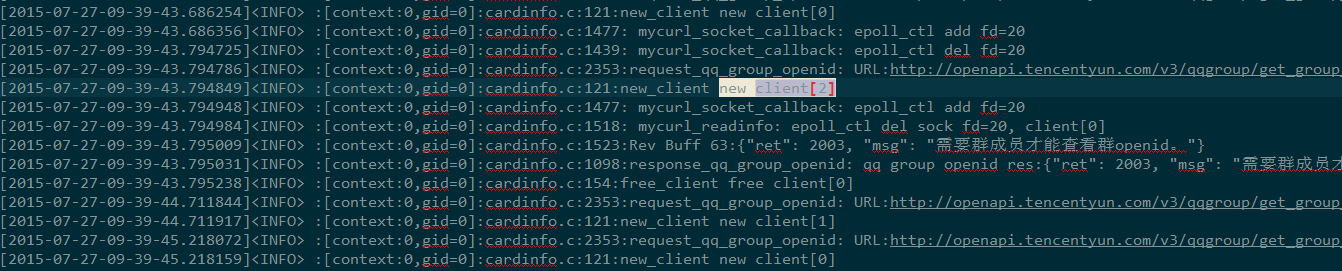 [2015-07-27-09-39-43.686254]<INFO> :[context:0,gid=0]:cardinfo.c:121:new_client new client[0]
[2015-07-27-09-39-43.686356]<INFO> :[context:0,gid=0]:cardinfo.c:1477: mycurl_socket_callback: epoll_ctl add fd=20
[2015-07-27-09-39-43.794725]<INFO> :[context:0,gid=0]:cardinfo.c:1439: mycurl_socket_callback: epoll_ctl del fd=20
[2015-07-27-09-39-43.794786]<INFO> :[context:0,gid=0]:cardinfo.c:2353:request_qq_group_openid: URL:http://openapi.tencentyun.com/v3/qqgroup/get_group_
[2015-07-27-09-39-43.794849]<INFO> :[context:0,gid=0]:cardinfo.c:121:new_client new client[2]
[2015-07-27-09-39-43.794948]<INFO> :[context:0,gid=0]:cardinfo.c:1477: mycurl_socket_callback: epoll_ctl add fd=20
[2015-07-27-09-39-43.794984]<INFO> :[context:0,gid=0]:cardinfo.c:1518: mycurl_readinfo: epoll_ctl del sock fd=20, client[0]
[2015-07-27-09-39-43.795009]<INFO> :[context:0,gid=0]:cardinfo.c:1523:Rev Buff 63:{"ret": 2003, "msg": "需要群成员才能查看群openid。"}
[2015-07-27-09-39-43.795031]<INFO> :[context:0,gid=0]:cardinfo.c:1098:response_qq_group_openid: qq group openid res:{"ret": 2003, "msg": "需要群成员才
[2015-07-27-09-39-43.795238]<INFO> :[context:0,gid=0]:cardinfo.c:154:free_client free client[0]
[2015-07-27-09-39-44.711844]<INFO> :[context:0,gid=0]:cardinfo.c:2353:request_qq_group_openid: URL:http://openapi.tencentyun.com/v3/qqgroup/get_group_
[2015-07-27-09-39-44.711917]<INFO> :[context:0,gid=0]:cardinfo.c:121:new_client new client[1]
[2015-07-27-09-39-45.218072]<INFO> :[context:0,gid=0]:cardinfo.c:2353:request_qq_group_openid: URL:http://openapi.tencentyun.com/v3/qqgroup/get_group_
[2015-07-27-09-39-45.218159]<INFO> :[context:0,gid=0]:cardinfo.c:121:new_client new client[0]